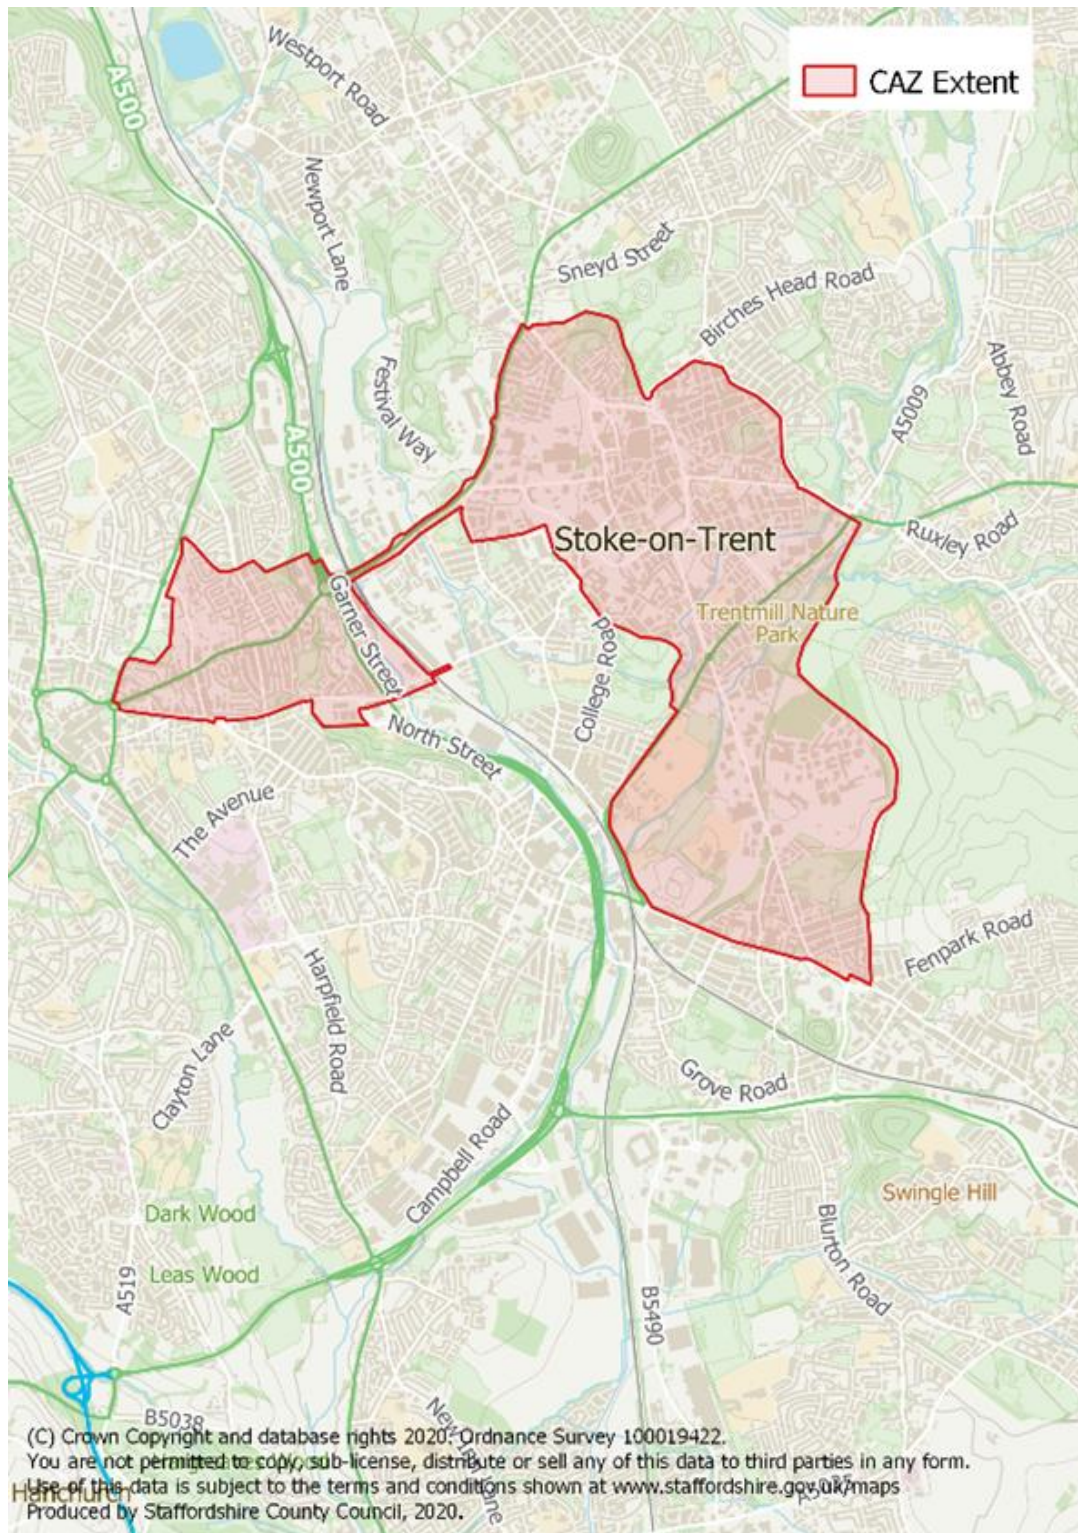 A500
Westport Road
CAZ Extent
Newport Lane
Sneyd Street
Birches Head Road
Festival Way
Abbey Road
A5009
A500
Stoke-on-Trent
Ruxley Road
Garner Street
Trentmill Nature
Park
College Road
North Street
The Avenue
Harpfield Road
Fenpark Road
Clayton Lane
Grove Road
Campbell Road
Dark Wood
Swingle Hill
Leas Wood
A519
Blurton Road
B5490
B5038
(C) Crown Copyright and database rights 2020. Ordnance Survey 100019422.
You are not permitted to copy, sub-license, distribute or sell any of this data to third parties in any form.
Use of this data is subject to the terms and conditions shown at www.staffordshire.gov.uk/maps
Hanchurch
Produced by Staffordshire County Council, 2020.